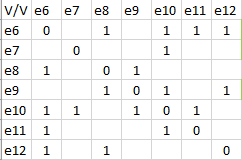 V/V e6 e7 e8 e9 e10 e11 e12
e6 0 1 1 1 1
e7 0 1
e8 1 0 1
e9 1 0 1 1
e10 1 1 1 0 1
e11 1 1 0
e12 1 1 0